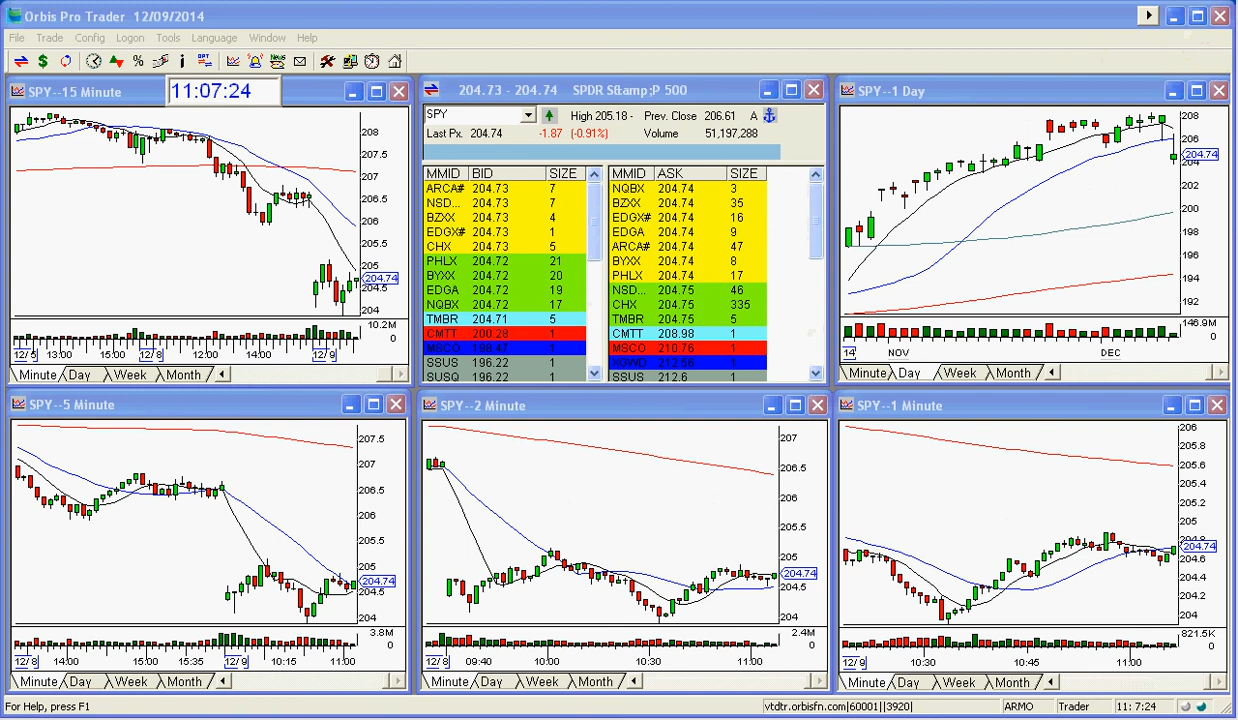 Orbis Pro Trader 12/09/2014
File Trade Config Logon Tools Language Window Help
SPY--15 Minute
11:07:24
208
207.5
207
206.5
206
205.5
205
204.74
204.5
204
10.2M
0
12/5 13:00 15:00 12/8 12:00 14:00 12/9
Minute Day Week Month
204.73 - 204.74 SPDR S&amp;P 500
SPY High 205.18 - Prev. Close 206.61 A
Last Px. 204.74 -1.87 (-0.91%) Volume 51,197,288
MMID BID SIZE MMID ASK SIZE
ARCA# 204.73 7 NQBX 204.74 3
NSD... 204.73 7 BZXX 204.74 35
BZXX 204.73 4 EDGX# 204.74 16
EDGX# 204.73 1 EDGA 204.74 9
CHX 204.73 5 ARCA# 204.74 47
PHLX 204.72 21 BYXX 204.74 8
BYXX 204.72 20 PHLX 204.74 17
EDGA 204.72 19 NSD... 204.75 46
NQBX 204.72 17 CHX 204.75 335
TMBR 204.71 5 TMBR 204.75 5
CMTT 200.28 1 CMTT 208.98 1
MSCO 198.47 1 MSCO 210.76 1
SSUS 196.22 1 212.56 1
SUSQ 196.22 1 SSUS 212.6 1
SPY--1 Day
208
204.74
204
202
200
198
196
194
192
146.9M
0
14 NOV DEC
Minute Day Week Month
SPY--5 Minute
207.5
207
206.5
206
205.5
205
204.74
204.5
204
3.8M
0
12/8 14:00 15:00 15:35 12/9 10:15 11:00
Minute Day Week Month
SPY--2 Minute
207
206.5
206
205.5
205
204.74
204.5
2.4M
0
12/8 09:40 10:00 10:30 11:00
Minute Day Week Month
SPY--1 Minute
206
205.8
205.6
205.4
205.2
205
204.8
204.74
204.4
204.2
204
821.5K
0
12/9 10:30 10:45 11:00
Minute Day Week Month
For Help, press F1 vtdtr.orbisfn.com|60001||3920| ARMO Trader 11: 7:24